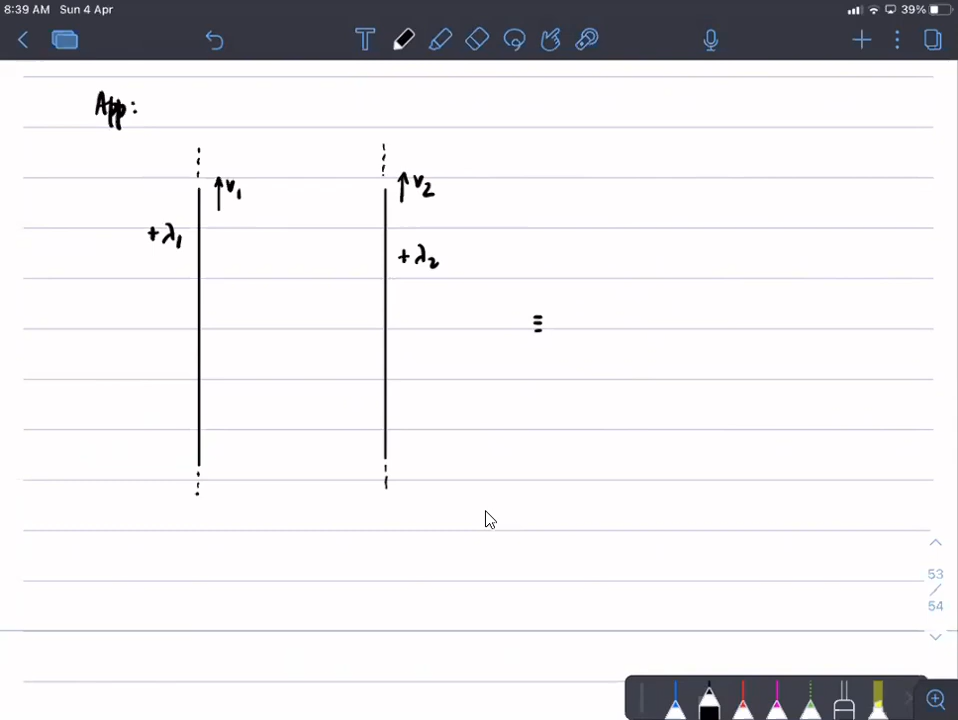 8:39 AM Sun 4 Apr 39%
T
App:
v₁ v₂
+λ₁
+λ₂
≡
53
/
54